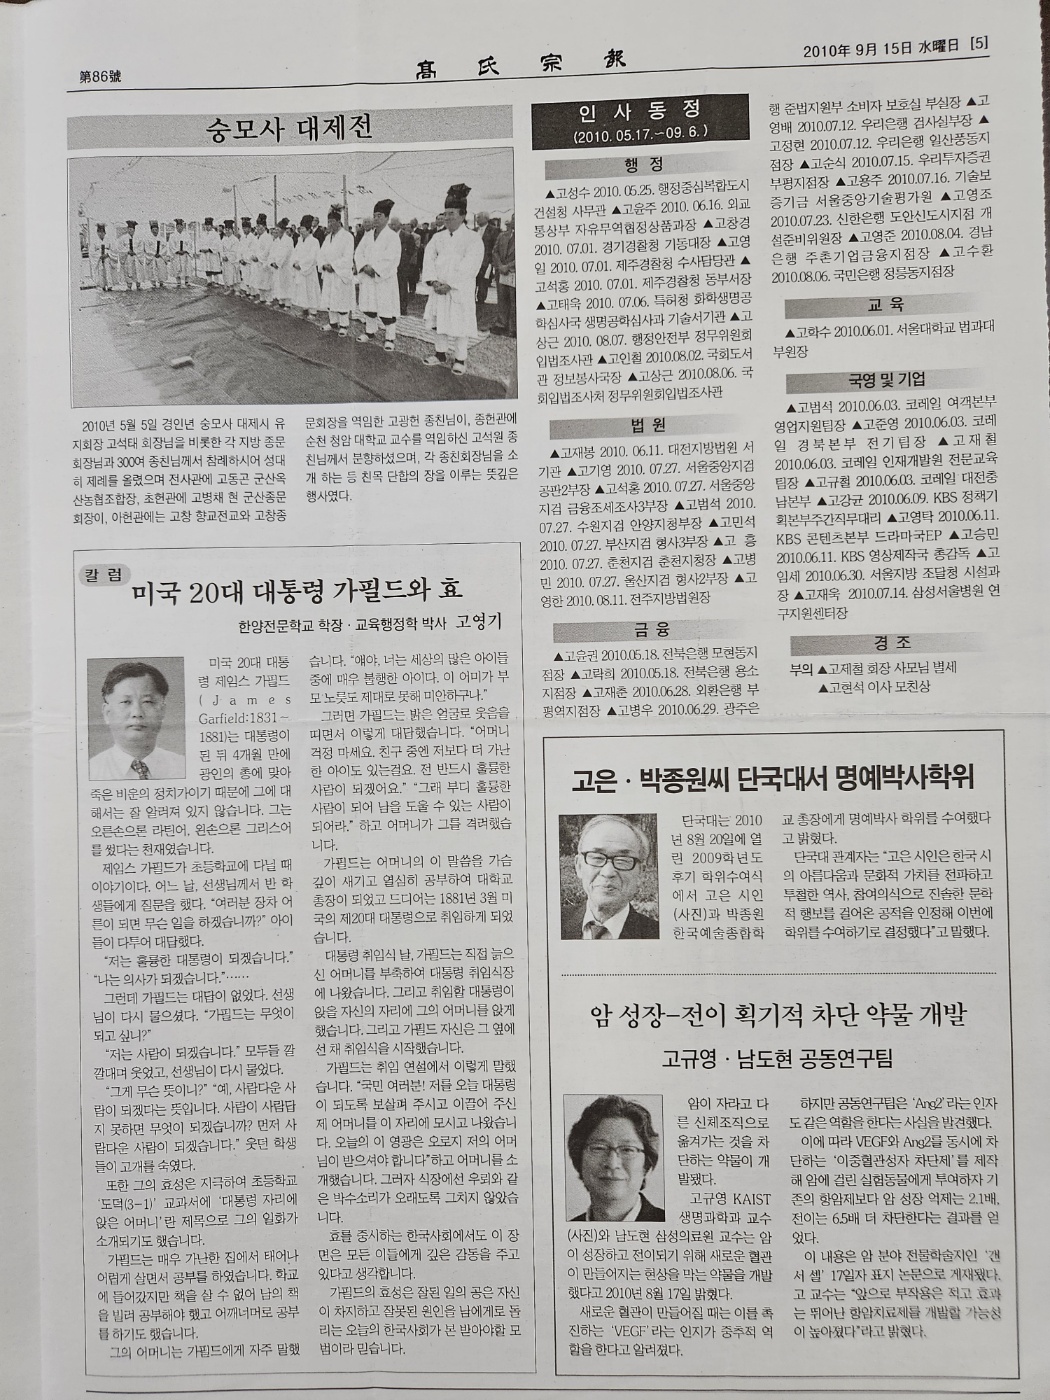 第86號
髙氏宗報
2010年 9月 15日 水曜日 [5]
숭모사 대제전
2010년 5월 5일 경인년 숭모사 대제시 유
지회장 고석태 회장님을 비롯한 각 지방 종문
회장님과 300여 종친님께서 참례하시어 성대
히 제례를 올렸으며 전사관에 고동곤 군산옥
산농협조합장, 초헌관에 고병채 현 군산종문
회장이, 아헌관에는 고창 향교전교와 고창종
문회장을 역임한 고광헌 종친님이, 종헌관에
순천 청암 대학교 교수를 역임하신 고석원 종
친님께서 분향하셨으며, 각 종친회장님을 소
개 하는 등 친목 단합의 장을 이루는 뜻깊은
행사였다.
칼 럼
미국 20대 대통령 가필드와 효
한양전문학교 학장·교육행정학 박사 고영기
미국 20대 대통
령 제임스 가필드
(James
Garfield:1831~
1881)는 대통령이
된 뒤 4개월 만에
광인의 총에 맞아
죽은 비운의 정치가이기 때문에 그에 대
해서는 잘 알려져 있지 않습니다. 그는
오른손으론 라틴어, 왼손으론 그리스어
를 썼다는 천재였습니다.
제임스 가필드가 초등학교에 다닐 때
이야기이다. 어느 날, 선생님께서 반 학
생들에게 질문을 했다. “여러분 장차 어
른이 되면 무슨 일을 하겠습니까?” 아이
들이 다투어 대답했다.
“저는 훌륭한 대통령이 되겠습니다.”
“나는 의사가 되겠습니다.”……
그런데 가필드는 대답이 없었다. 선생
님이 다시 물으셨다. “가필드는 무엇이
되고 싶니?”
“저는 사람이 되겠습니다.” 모두들 깔
깔대며 웃었고, 선생님이 다시 물었다.
“그게 무슨 뜻이니?” “예, 사람다운 사
람이 되겠다는 뜻입니다. 사람이 사람답
지 못하면 무엇이 되겠습니까? 먼저 사
람다운 사람이 되겠습니다.” 웃던 학생
들이 고개를 숙였다.
또한 그의 효성은 지극하여 초등학교
‘도덕(3-1)’ 교과서에 ‘대통령 자리에
앉은 어머니’란 제목으로 그의 일화가
소개되기도 했습니다.
가필드는 매우 가난한 집에서 태어나
어렵게 살면서 공부를 하였습니다. 학교
에 들어갔지만 책을 살 수 없어 남의 책
을 빌려 공부해야 했고 어깨너머로 공부
를 하기도 했습니다.
그의 어머니는 가필드에게 자주 말했
습니다. “얘야, 너는 세상의 많은 아이들
중에 매우 불행한 아이다. 이 어미가 부
모 노릇도 제대로 못해 미안하구나.”
그러면 가필드는 밝은 얼굴로 웃음을
띠면서 이렇게 대답했습니다. “어머니
걱정 마세요. 친구 중엔 저보다 더 가난
한 아이도 있는걸요. 전 반드시 훌륭한
사람이 되겠어요.” “그래 부디 훌륭한
사람이 되어 남을 도울 수 있는 사람이
되어라.” 하고 어머니가 그를 격려했습
니다.
가필드는 어머니의 이 말씀을 가슴
깊이 새기고 열심히 공부하여 대학교
총장이 되었고 드디어는 1881년 3월 미
국의 제20대 대통령으로 취임하게 되었
습니다.
대통령 취임식 날, 가필드는 직접 늙으
신 어머니를 부축하여 대통령 취임식장
에 나왔습니다. 그리고 취임할 대통령이
앉을 자신의 자리에 그의 어머니를 앉게
했습니다. 그리고 가필드 자신은 그 옆에
선 채 취임식을 시작했습니다.
가필드는 취임 연설에서 이렇게 말했
습니다. “국민 여러분! 저를 오늘 대통령
이 되도록 보살펴 주시고 이끌어 주신
제 어머니를 이 자리에 모시고 나왔습니
다. 오늘의 이 영광은 오로지 저의 어머
님이 받으셔야 합니다”하고 어머니를 소
개했습니다. 그러자 식장에선 우뢰와 같
은 박수소리가 오래도록 그치지 않았습
니다.
효를 중시하는 한국사회에서도 이 장
면은 모든 이들에게 깊은 감동을 주고
있다고 생각합니다.
가필드의 효성은 잘된 일의 공은 자신
이 차지하고 잘못된 원인을 남에게로 돌
리는 오늘의 한국사회가 본 받아야할 모
범이라 믿습니다.
인사동정
(2010. 05.17.~09. 6.)
행 정
▲고성수 2010. 05.25. 행정중심복합도시
건설청 사무관 ▲고윤주 2010. 06.16. 외교
통상부 자유무역협정상품과장 ▲고창경
2010. 07.01. 경기경찰청 기동대장 ▲고영
일 2010. 07.01. 제주경찰청 수사담당관 ▲
고석홍 2010. 07.01. 제주경찰청 동부서장
▲고태욱 2010. 07.06. 특허청 화학생명공
학심사국 생명공학심사과 기술서기관 ▲고
상근 2010. 08.07. 행정안전부 정무위원회
입법조사관 ▲고인철 2010.08.02. 국회도서
관 정보봉사국장 ▲고상근 2010.08.06. 국
회입법조사처 정무위원회입법조사관
법 원
▲고재봉 2010. 06.11. 대전지방법원 서
기관 ▲고기영 2010. 07.27. 서울중앙지검
공판2부장 ▲고석홍 2010. 07.27. 서울중앙
지검 금융조세조사3부장 ▲고범석 2010.
07.27. 수원지검 안양지청부장 ▲고민석
2010. 07.27. 부산지검 형사3부장 ▲고 흥
2010. 07.27. 춘천지검 춘천지청장 ▲고병
민 2010. 07.27. 울산지검 형사2부장 ▲고
영한 2010. 08.11. 전주지방법원장
금 융
▲고윤권 2010.05.18. 전북은행 모현동지
점장 ▲고락희 2010.05.18. 전북은행 용소
지점장 ▲고재춘 2010.06.28. 외환은행 부
평역지점장 ▲고병우 2010.06.29. 광주은
행 준법지원부 소비자 보호실 부실장 ▲고
영배 2010.07.12. 우리은행 검사실부장 ▲
고정현 2010.07.12. 우리은행 일산풍동지
점장 ▲고순식 2010.07.15. 우리투자증권
부평지점장 ▲고용주 2010.07.16. 기술보
증기금 서울중앙기술평가원 ▲고영조
2010.07.23. 신한은행 도안신도시지점 개
설준비위원장 ▲고영준 2010.08.04. 경남
은행 주촌기업금융지점장 ▲고수환
2010.08.06. 국민은행 정릉동지점장
교 육
▲고학수 2010.06.01. 서울대학교 법과대
부원장
국영 및 기업
▲고범석 2010.06.03. 코레일 여객본부
영업지원팀장 ▲고준영 2010.06.03. 코레
일 경북본부 전기팀장 ▲고재철
2010.06.03. 코레일 인재개발원 전문교육
팀장 ▲고규철 2010.06.03. 코레일 대전충
남본부 ▲고강균 2010.06.09. KBS 정책기
획본부주간직무대리 ▲고영탁 2010.06.11.
KBS 콘텐츠본부 드라마국EP ▲고승민
2010.06.11. KBS 영상제작국 총감독 ▲고
임세 2010.06.30. 서울지방 조달청 시설과
장 ▲고재욱 2010.07.14. 삼성서울병원 연
구지원센터장
경 조
부의 ▲고제철 회장 사모님 별세
▲고현석 이사 모친상
고은·박종원씨 단국대서 명예박사학위
단국대는 2010
년 8월 20일에 열
린 2009학년도
후기 학위수여식
에서 고은 시인
(사진)과 박종원
한국예술종합학
교 총장에게 명예박사 학위를 수여했다
고 밝혔다.
단국대 관계자는 “고은 시인은 한국 시
의 아름다움과 문화적 가치를 전파하고
투철한 역사, 참여의식으로 진솔한 문학
적 행보를 걸어온 공적을 인정해 이번에
학위를 수여하기로 결정했다”고 말했다.
암 성장-전이 획기적 차단 약물 개발
고규영·남도현 공동연구팀
암이 자라고 다
른 신체조직으로
옮겨가는 것을 차
단하는 약물이 개
발됐다.
고규영 KAIST
생명과학과 교수
(사진)와 남도현 삼성의료원 교수는 암
이 성장하고 전이되기 위해 새로운 혈관
이 만들어지는 현상을 막는 약물을 개발
했다고 2010년 8월 17일 밝혔다.
새로운 혈관이 만들어질 때는 이를 촉
진하는 ‘VEGF’라는 인자가 중추적 역
할을 한다고 알려졌다.
하지만 공동연구팀은 ‘Ang2’라는 인자
도 같은 역할을 한다는 사실을 발견했다.
이에 따라 VEGF와 Ang2를 동시에 차
단하는 ‘이중혈관성장 차단제’를 제작
해 암에 걸린 실험동물에게 투여하자 기
존의 항암제보다 암 성장 억제는 2.1배,
전이는 6.5배 더 차단한다는 결과를 얻
었다.
이 내용은 암 분야 전물학술지인 ‘캔
서 셀’ 17일자 표지 논문으로 게재됐다.
고 교수는 “앞으로 부작용은 적고 효과
는 뛰어난 항암치료제를 개발할 가능성
이 높아졌다”라고 밝혔다.